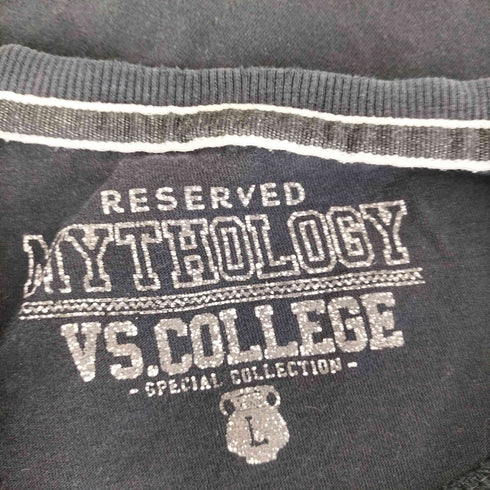 RESERVED
MYTHOLOGY
VS.COLLEGE
- SPECIAL COLLECTION -
L